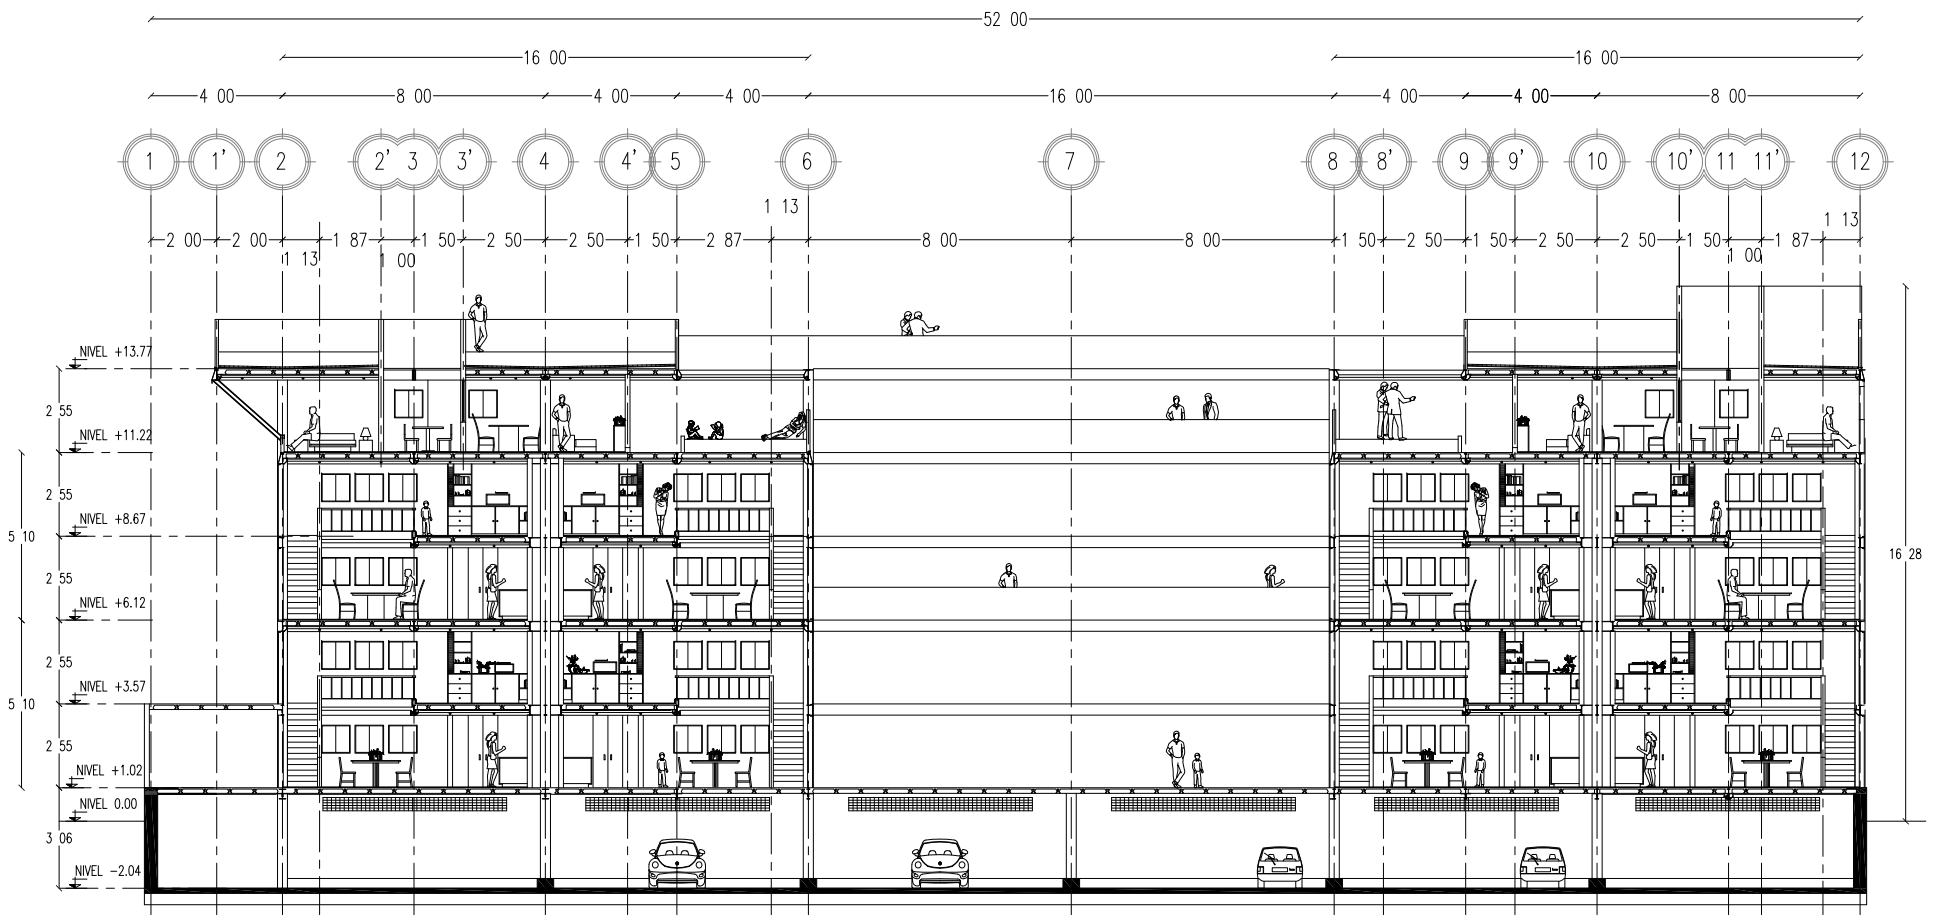 52 00
16 00 16 00
4 00 8 00 4 00 4 00 16 00 4 00 4 00 8 00
1 1' 2 2' 3 3' 4 4' 5 6 7 8 8' 9 9' 10 10' 11 11' 12
1 13 1 13
2 00 2 00 1 87 1 50 2 50 2 50 1 50 2 87 8 00 8 00 1 50 2 50 1 50 2 50 2 50 1 50 1 87
1 13 1 00 1 00
NIVEL +13.77
2 55
NIVEL +11.22
2 55
NIVEL +8.67
5 10
16 28
2 55
NIVEL +6.12
2 55
NIVEL +3.57
5 10
2 55
NIVEL +1.02
NIVEL 0.00
3 06
NIVEL -2.04